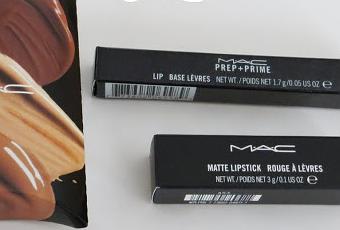 MAC
PREP+PRIME
LIP BASE LÈVRES NET WT. / POIDS NET 1.7 g/0.05 US OZ ℮
MAC
MATTE LIPSTICK ROUGE À LÈVRES
NET WT. / POIDS NET 3 g/0.1 US OZ ℮